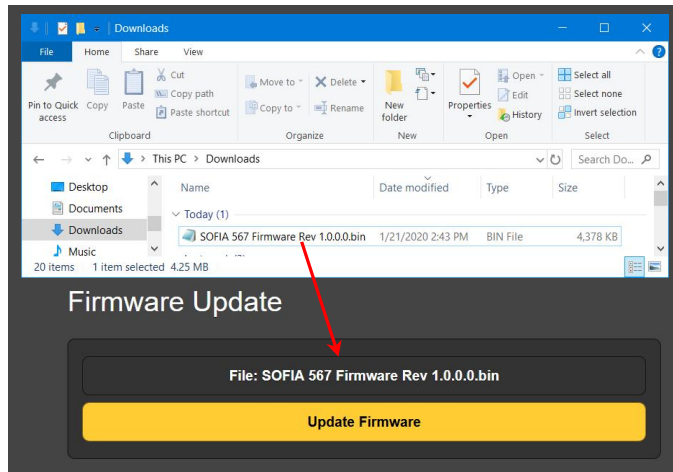 Downloads
File Home Share View
Pin to Quick access
Copy
Paste
Cut
Copy path
Paste shortcut
Clipboard
Move to
Copy to
Delete
Rename
Organize
New folder
New
Properties
Open
Edit
History
Open
Select all
Select none
Invert selection
Select
This PC > Downloads
Search Do...
Desktop
Documents
Downloads
Music
Name Date modified Type Size
Today (1)
SOFIA 567 Firmware Rev 1.0.0.0.bin 1/21/2020 2:43 PM BIN File 4,378 KB
20 items 1 item selected 4.25 MB
Firmware Update
File: SOFIA 567 Firmware Rev 1.0.0.0.bin
Update Firmware